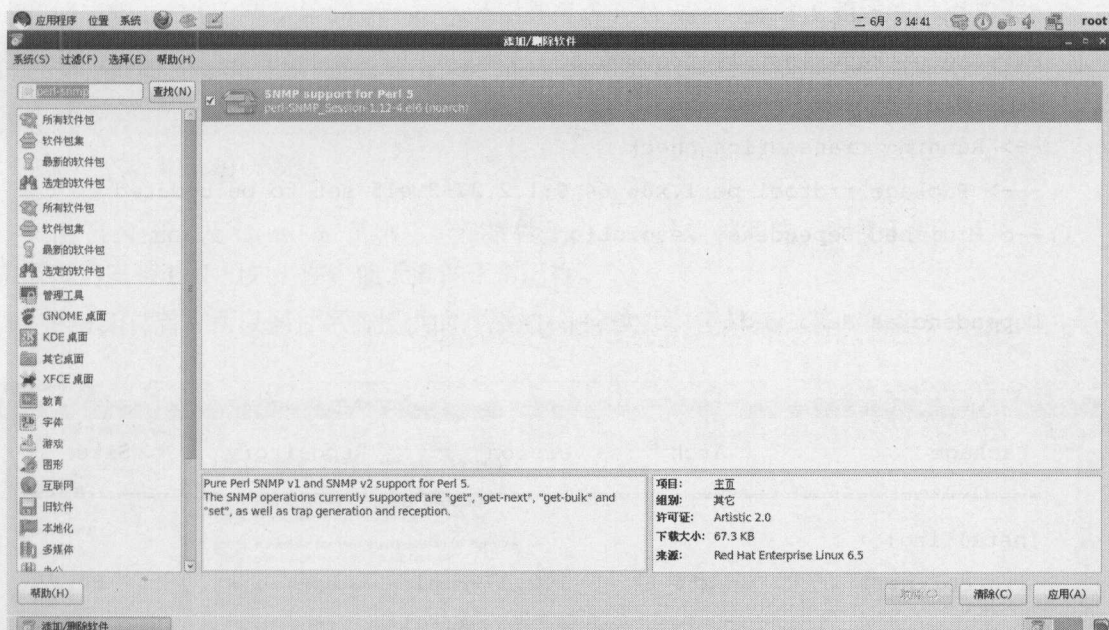 应用程序 位置 系统
二 6月 3 14:41
root
添加/删除软件
系统(S) 过滤(F) 选择(E) 帮助(H)
perl-snmp
查找(N)
所有软件包
软件包集
最新的软件包
选定的软件包
所有软件包
软件包集
最新的软件包
选定的软件包
管理工具
GNOME 桌面
KDE 桌面
其它桌面
XFCE 桌面
教育
字体
游戏
图形
互联网
旧软件
本地化
多媒体
办公
SNMP support for Perl 5
perl-SNMP_Session-1.12-4.el6 (noarch)
Pure Perl SNMP v1 and SNMP v2 support for Perl 5.
The SNMP operations currently supported are "get", "get-next", "get-bulk" and
"set", as well as trap generation and reception.
项目: 主页
组别: 其它
许可证: Artistic 2.0
下载大小: 67.3 KB
来源: Red Hat Enterprise Linux 6.5
帮助(H)
清除(C)
应用(A)
添加/删除软件